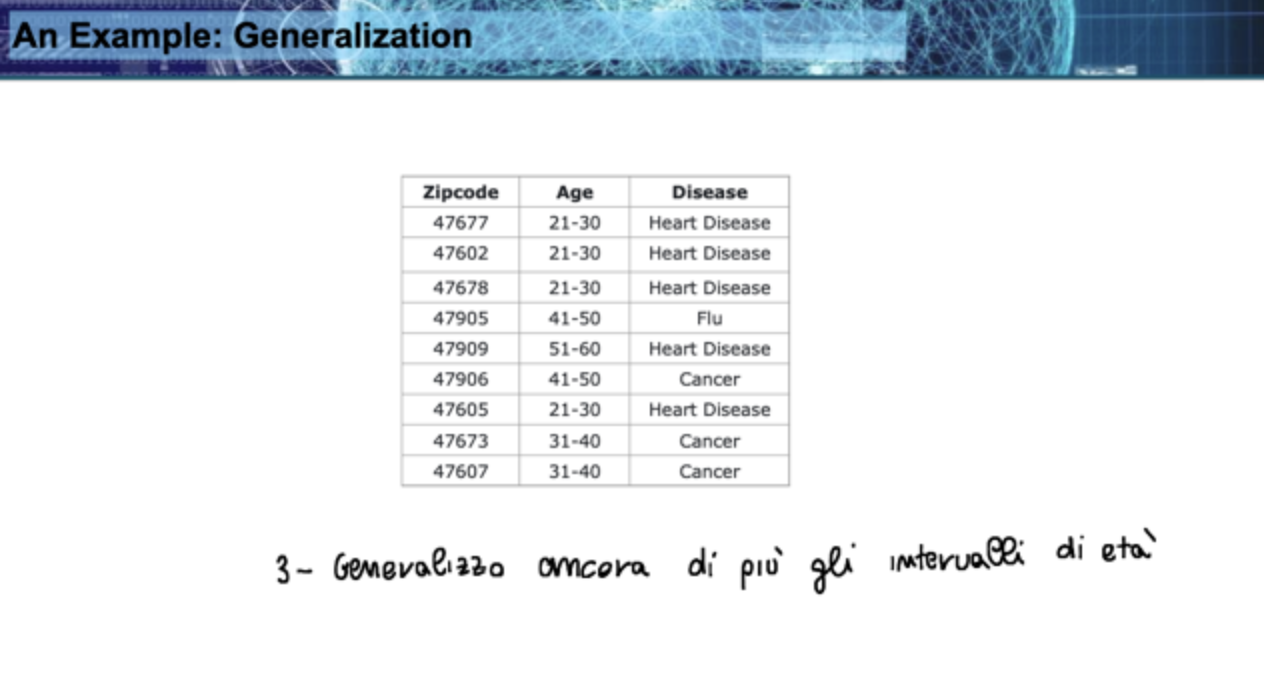 An Example: Generalization
Zipcode Age Disease
47677 21-30 Heart Disease
47602 21-30 Heart Disease
47678 21-30 Heart Disease
47905 41-50 Flu
47909 51-60 Heart Disease
47906 41-50 Cancer
47605 21-30 Heart Disease
47673 31-40 Cancer
47607 31-40 Cancer
3- Generalizzo ancora di più gli intervalli di età